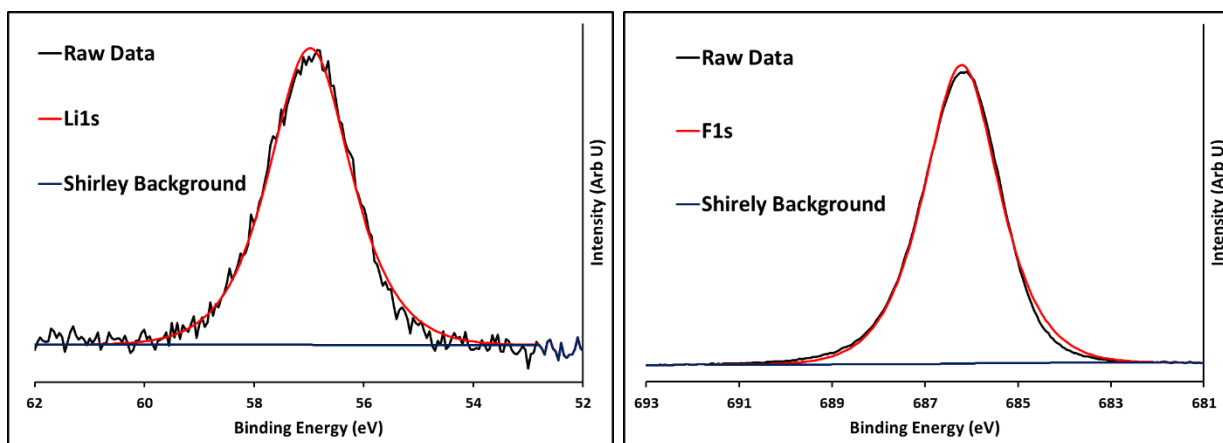 Raw Data
Li1s
Shirley Background
Intensity (Arb U)
62 60 58 56 54 52
Binding Energy (eV)
Raw Data
F1s
Shirely Background
Intensity (Arb U)
693 691 689 687 685 683 681
Binding Energy (eV)